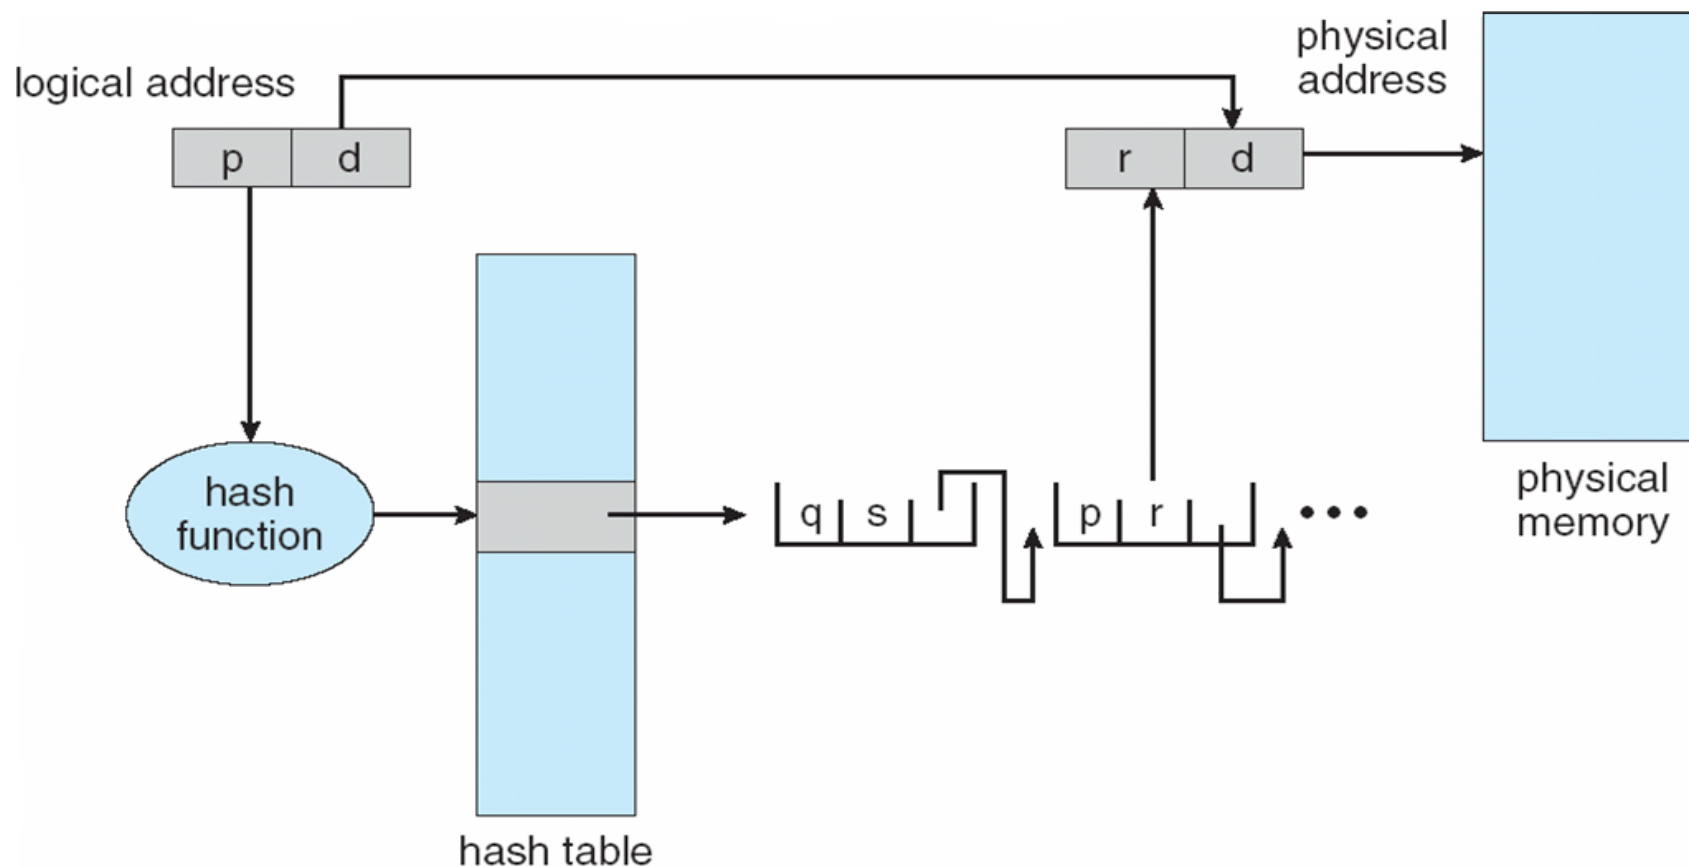 logical address
physical
address
p d
r d
hash
function
q s
p r
•••
physical
memory
hash table